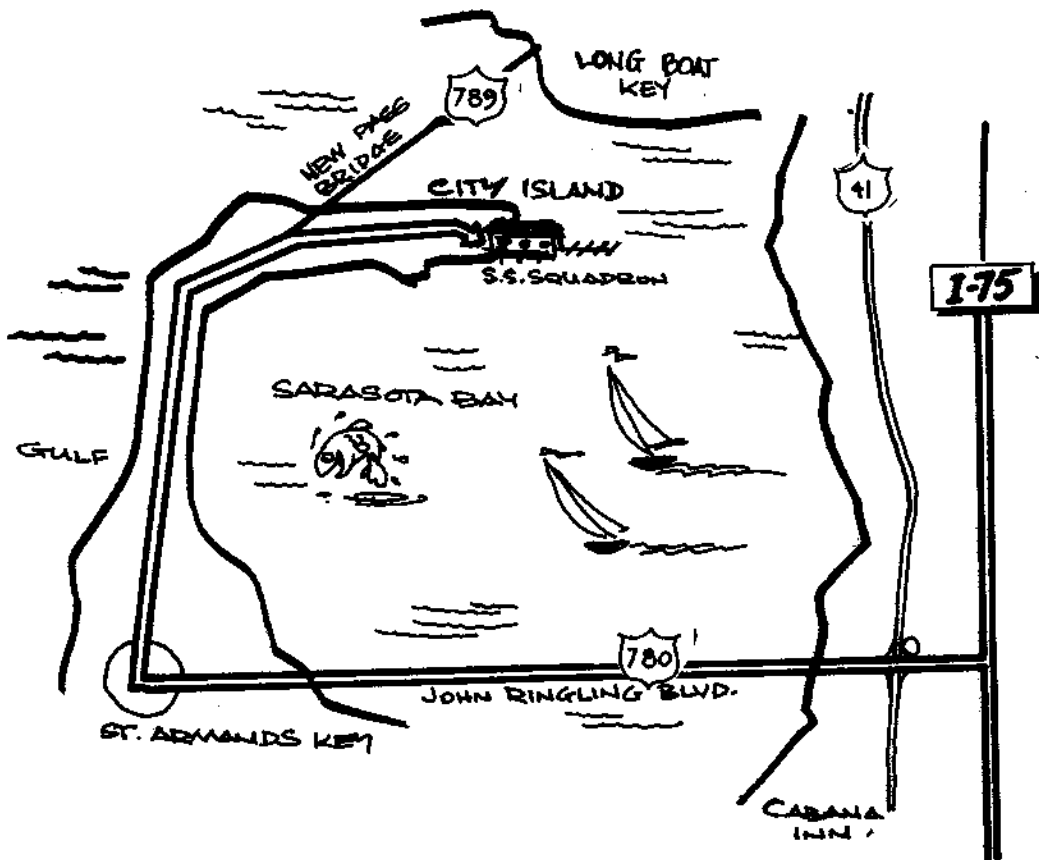 LONG BOAT
KEY
789
NEW PASS
BRIDGE
CITY ISLAND
41
S.S. SQUADRON
I-75
SARASOTA BAY
GULF
780
JOHN RINGLING BLVD.
ST. ARMANDS KEY
CABANA
INN